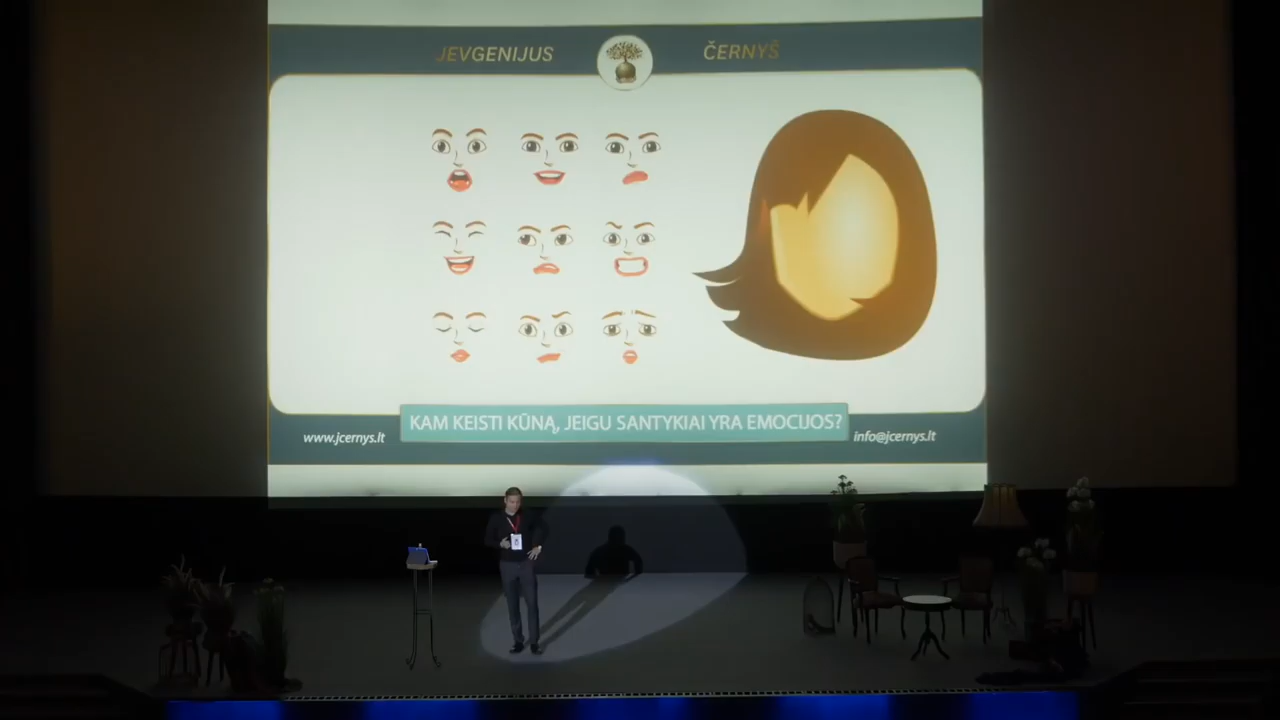 JEVGENIJUS ČERNYŠ
KAM KEISTI KŪNĄ, JEIGU SANTYKIAI YRA EMOCIJOS?
www.jcernys.lt
info@jcernys.lt